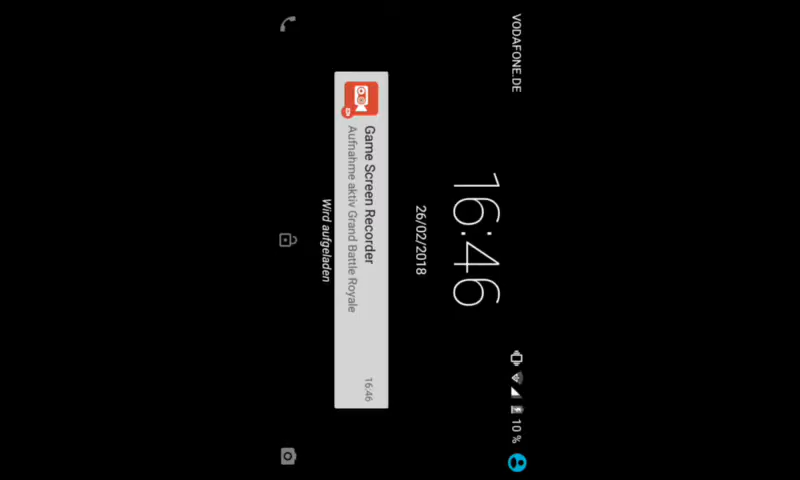 VODAFONE.DE
10 %
16:46
26/02/2018
Game Screen Recorder
16:46
Aufnahme aktiv Grand Battle Royale
Wird aufgeladen